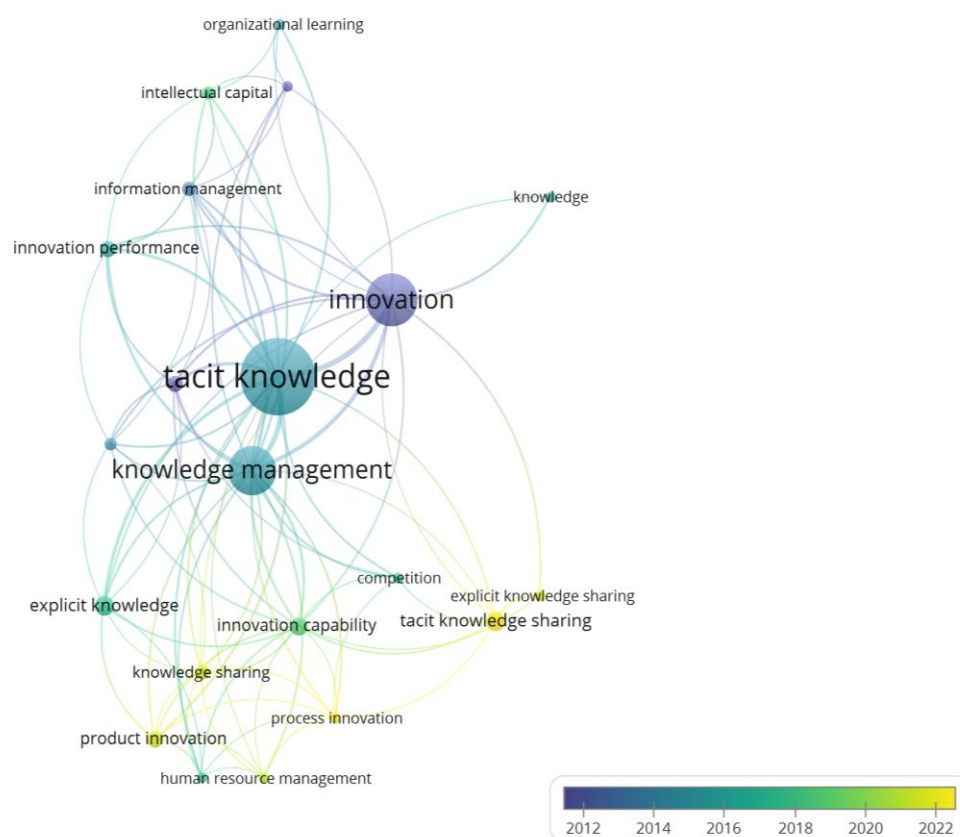 organizational learning
intellectual capital
information management
knowledge
innovation performance
innovation
tacit knowledge
knowledge management
competition
explicit knowledge sharing
explicit knowledge
tacit knowledge sharing
innovation capability
knowledge sharing
process innovation
product innovation
human resource management
2012 2014 2016 2018 2020 2022